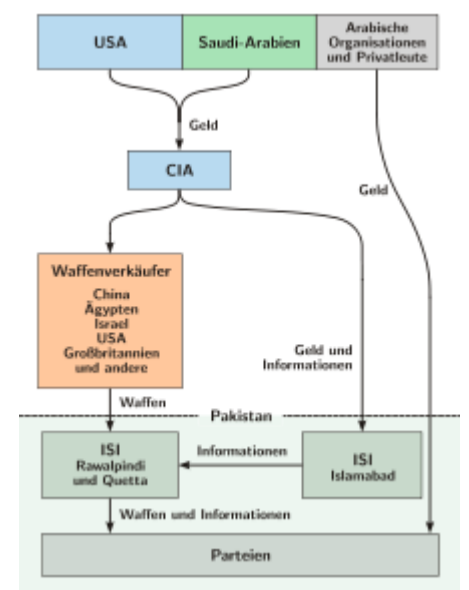 USA
Saudi-Arabien
Arabische
Organisationen
und Privatleute
Geld
CIA
Geld
Waffenverkäufer
China
Ägypten
Israel
USA
Großbritannien
und andere
Geld und
Informationen
Waffen
Pakistan
ISI
Rawalpindi
und Quetta
Informationen
ISI
Islamabad
Waffen und Informationen
Parteien